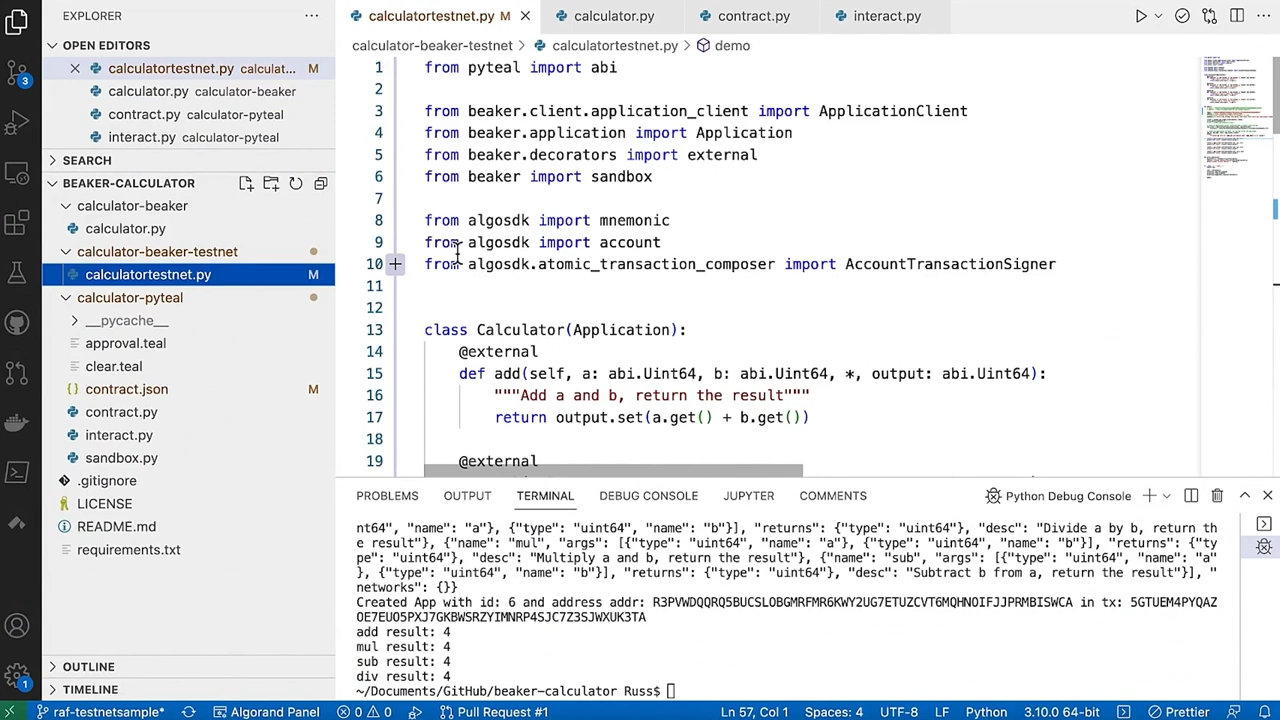 EXPLORER
calculatortestnet.py M
calculator.py
contract.py
interact.py
OPEN EDITORS
calculatortestnet.py calculat... M
calculator.py calculator-beaker
contract.py calculator-pyteal
interact.py calculator-pyteal
SEARCH
BEAKER-CALCULATOR
calculator-beaker
calculator.py
calculator-beaker-testnet
calculatortestnet.py M
calculator-pyteal
__pycache__
approval.teal
clear.teal
contract.json M
contract.py
interact.py
sandbox.py
.gitignore
LICENSE
README.md
requirements.txt
OUTLINE
TIMELINE
3
1
calculator-beaker-testnet > calculatortestnet.py > demo
1 from pyteal import abi
2
3 from beaker.client.application_client import ApplicationClient
4 from beaker.application import Application
5 from beaker.decorators import external
6 from beaker import sandbox
7
8 from algosdk import mnemonic
9 from algosdk import account
10 from algosdk.atomic_transaction_composer import AccountTransactionSigner
11
12
13 class Calculator(Application):
14 @external
15 def add(self, a: abi.Uint64, b: abi.Uint64, *, output: abi.Uint64):
16 """Add a and b, return the result"""
17 return output.set(a.get() + b.get())
18
19 @external
PROBLEMS OUTPUT TERMINAL DEBUG CONSOLE JUPYTER COMMENTS
Python Debug Console
nt64", "name": "a"}, {"type": "uint64", "name": "b"}], "returns": {"type": "uint64"}, "desc": "Divide a by b, return th
e result"}, {"name": "mul", "args": [{"type": "uint64", "name": "a"}, {"type": "uint64", "name": "b"}], "returns": {"ty
pe": "uint64"}, "desc": "Multiply a and b, return the result"}, {"name": "sub", "args": [{"type": "uint64", "name": "a"
}, {"type": "uint64", "name": "b"}], "returns": {"type": "uint64"}, "desc": "Subtract b from a, return the result"}], "
networks": {}}
Created App with id: 6 and address addr: R3PVWDQQRQ5BUCSLOBGMRFMR6KWY2UG7ETUZCVT6MQHNOIFJJPRMBISWCA in tx: 5GTUEM4PYQAZ
OE7EU05PXJ7GKBWSRZYIMNRP4SJC7Z3SJWXUK3TA
add result: 4
mul result: 4
sub result: 4
div result: 4
~/Documents/GitHub/beaker-calculator Russ$
raf-testnetsample* Algorand Panel 0 0 Pull Request #1 Ln 57, Col 1 Spaces: 4 UTF-8 LF Python 3.10.0 64-bit Prettier